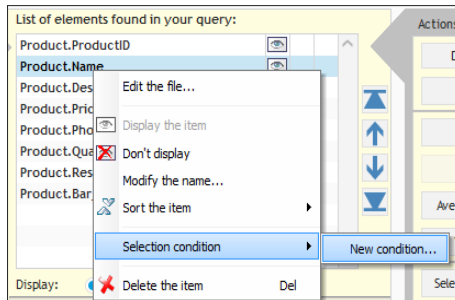 List of elements found in your query:
Actions
Product.ProductID
Product.Name
Product.Des
Edit the file...
Product.Pric
Product.Pho
Display the item
Product.Qua
Don't display
Product.Res
Modify the name...
Product.Bar
Sort the item
Ave
Selection condition
New condition...
Display:
Delete the item Del
Sele